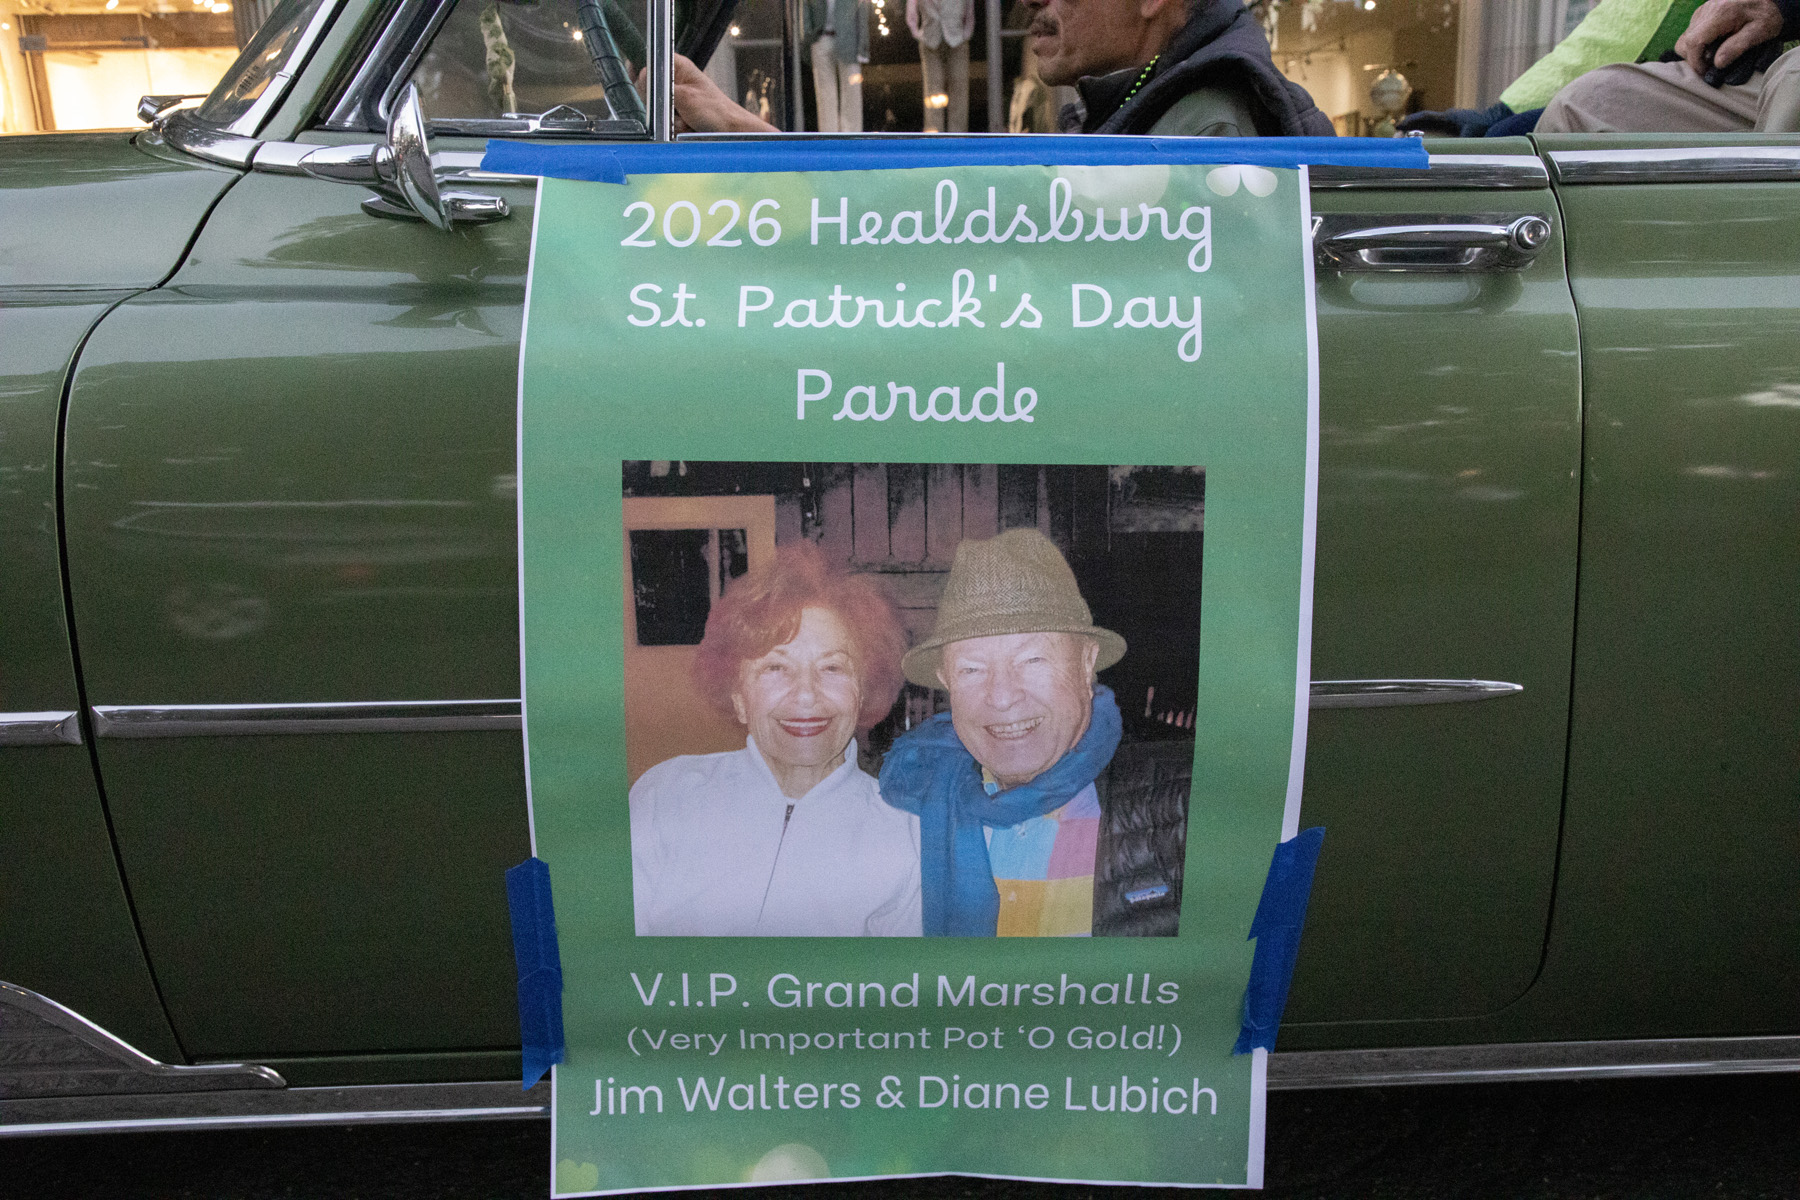 2026 Healdsburg
St. Patrick's Day
Parade
V.I.P. Grand Marshalls
(Very Important Pot ‘O Gold!)
Jim Walters & Diane Lubich